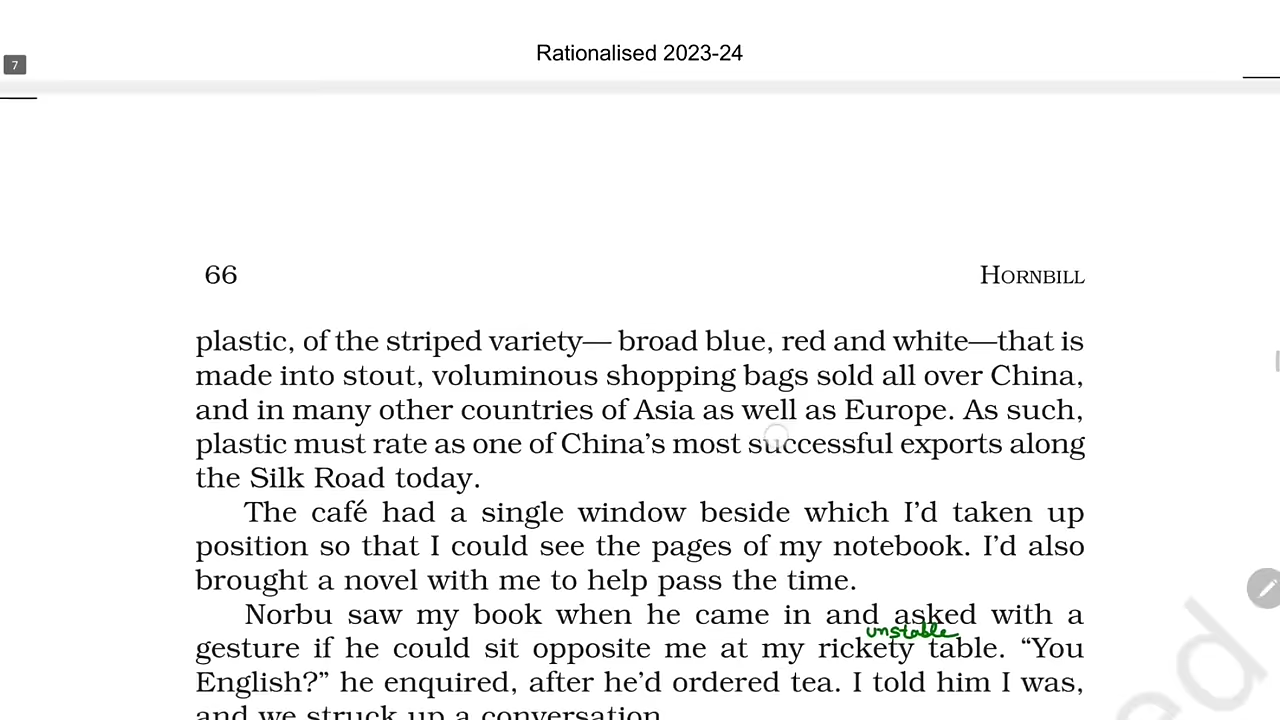 Rationalised 2023-24
7
66 HORNBILL
plastic, of the striped variety— broad blue, red and white—that is
made into stout, voluminous shopping bags sold all over China,
and in many other countries of Asia as well as Europe. As such,
plastic must rate as one of China’s most successful exports along
the Silk Road today.
The café had a single window beside which I’d taken up
position so that I could see the pages of my notebook. I’d also
brought a novel with me to help pass the time.
Norbu saw my book when he came in and asked with a
unstable
gesture if he could sit opposite me at my rickety table. “You
English?” he enquired, after he’d ordered tea. I told him I was,
and we struck up a conversation.
ed